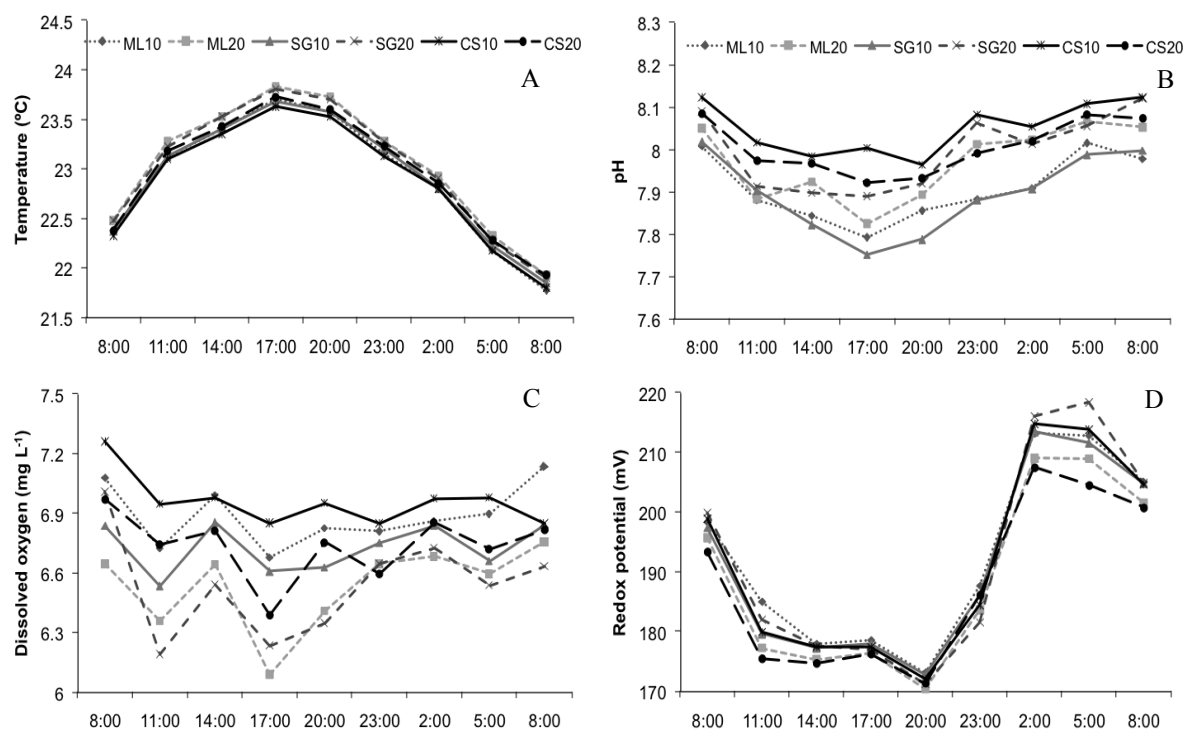 24.5
ML10 ML20 SG10 SG20 CS10 CS20
A
24
23.5
23
22.5
22
21.5
Temperature (ºC)
8:00 11:00 14:00 17:00 20:00 23:00 2:00 5:00 8:00
8.3
ML10 ML20 SG10 SG20 CS10 CS20
B
8.2
8.1
8
7.9
7.8
7.7
7.6
pH
8:00 11:00 14:00 17:00 20:00 23:00 2:00 5:00 8:00
7.5
C
7.2
6.9
6.6
6.3
6
Dissolved oxygen (mg L-1)
8:00 11:00 14:00 17:00 20:00 23:00 2:00 5:00 8:00
220
D
210
200
190
180
170
Redox potential (mV)
8:00 11:00 14:00 17:00 20:00 23:00 2:00 5:00 8:00